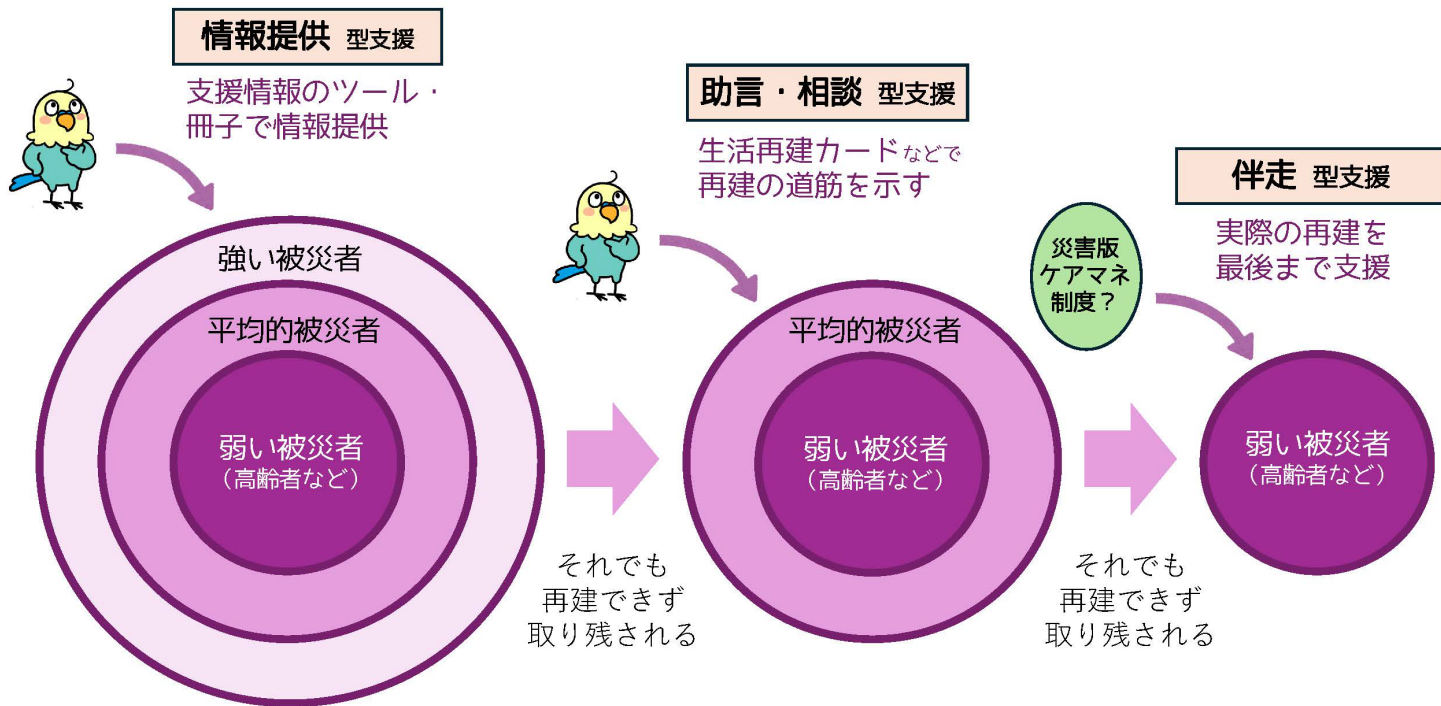 情報提供 型支援
支援情報のツール・
冊子で情報提供
強い被災者
平均的被災者
弱い被災者
（高齢者など）
それでも
再建できず
取り残される
助言・相談 型支援
生活再建カードなどで
再建の道筋を示す
平均的被災者
弱い被災者
（高齢者など）
それでも
再建できず
取り残される
伴走 型支援
実際の再建を
最後まで支援
災害版
ケアマネ
制度？
弱い被災者
（高齢者など）